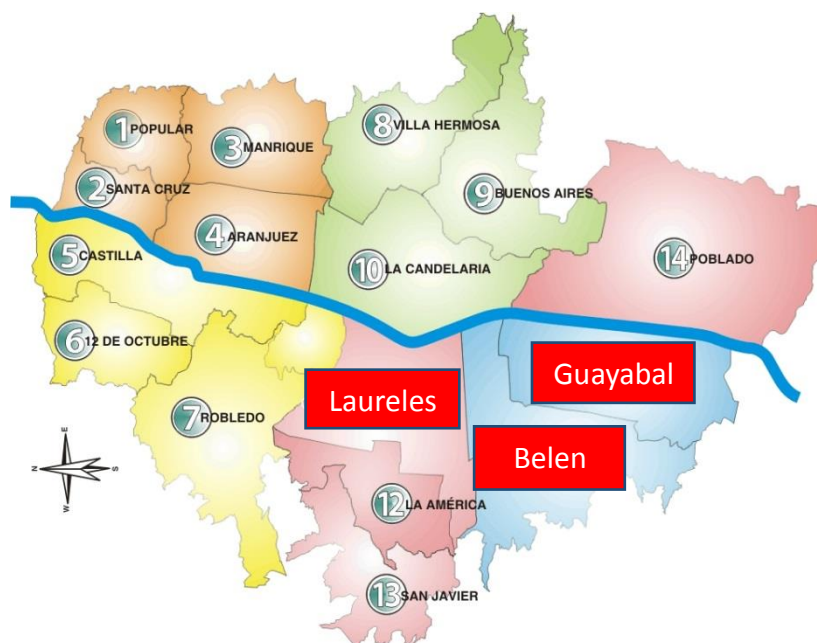 1 POPULAR
2 SANTA CRUZ
3 MANRIQUE
4 ARANJUEZ
5 CASTILLA
6 12 DE OCTUBRE
7 ROBLEDO
8 VILLA HERMOSA
9 BUENOS AIRES
10 LA CANDELARIA
14 POBLADO
Laureles
Guayabal
Belen
12 LA AMÉRICA
13 SAN JAVIER
N
E
S
W